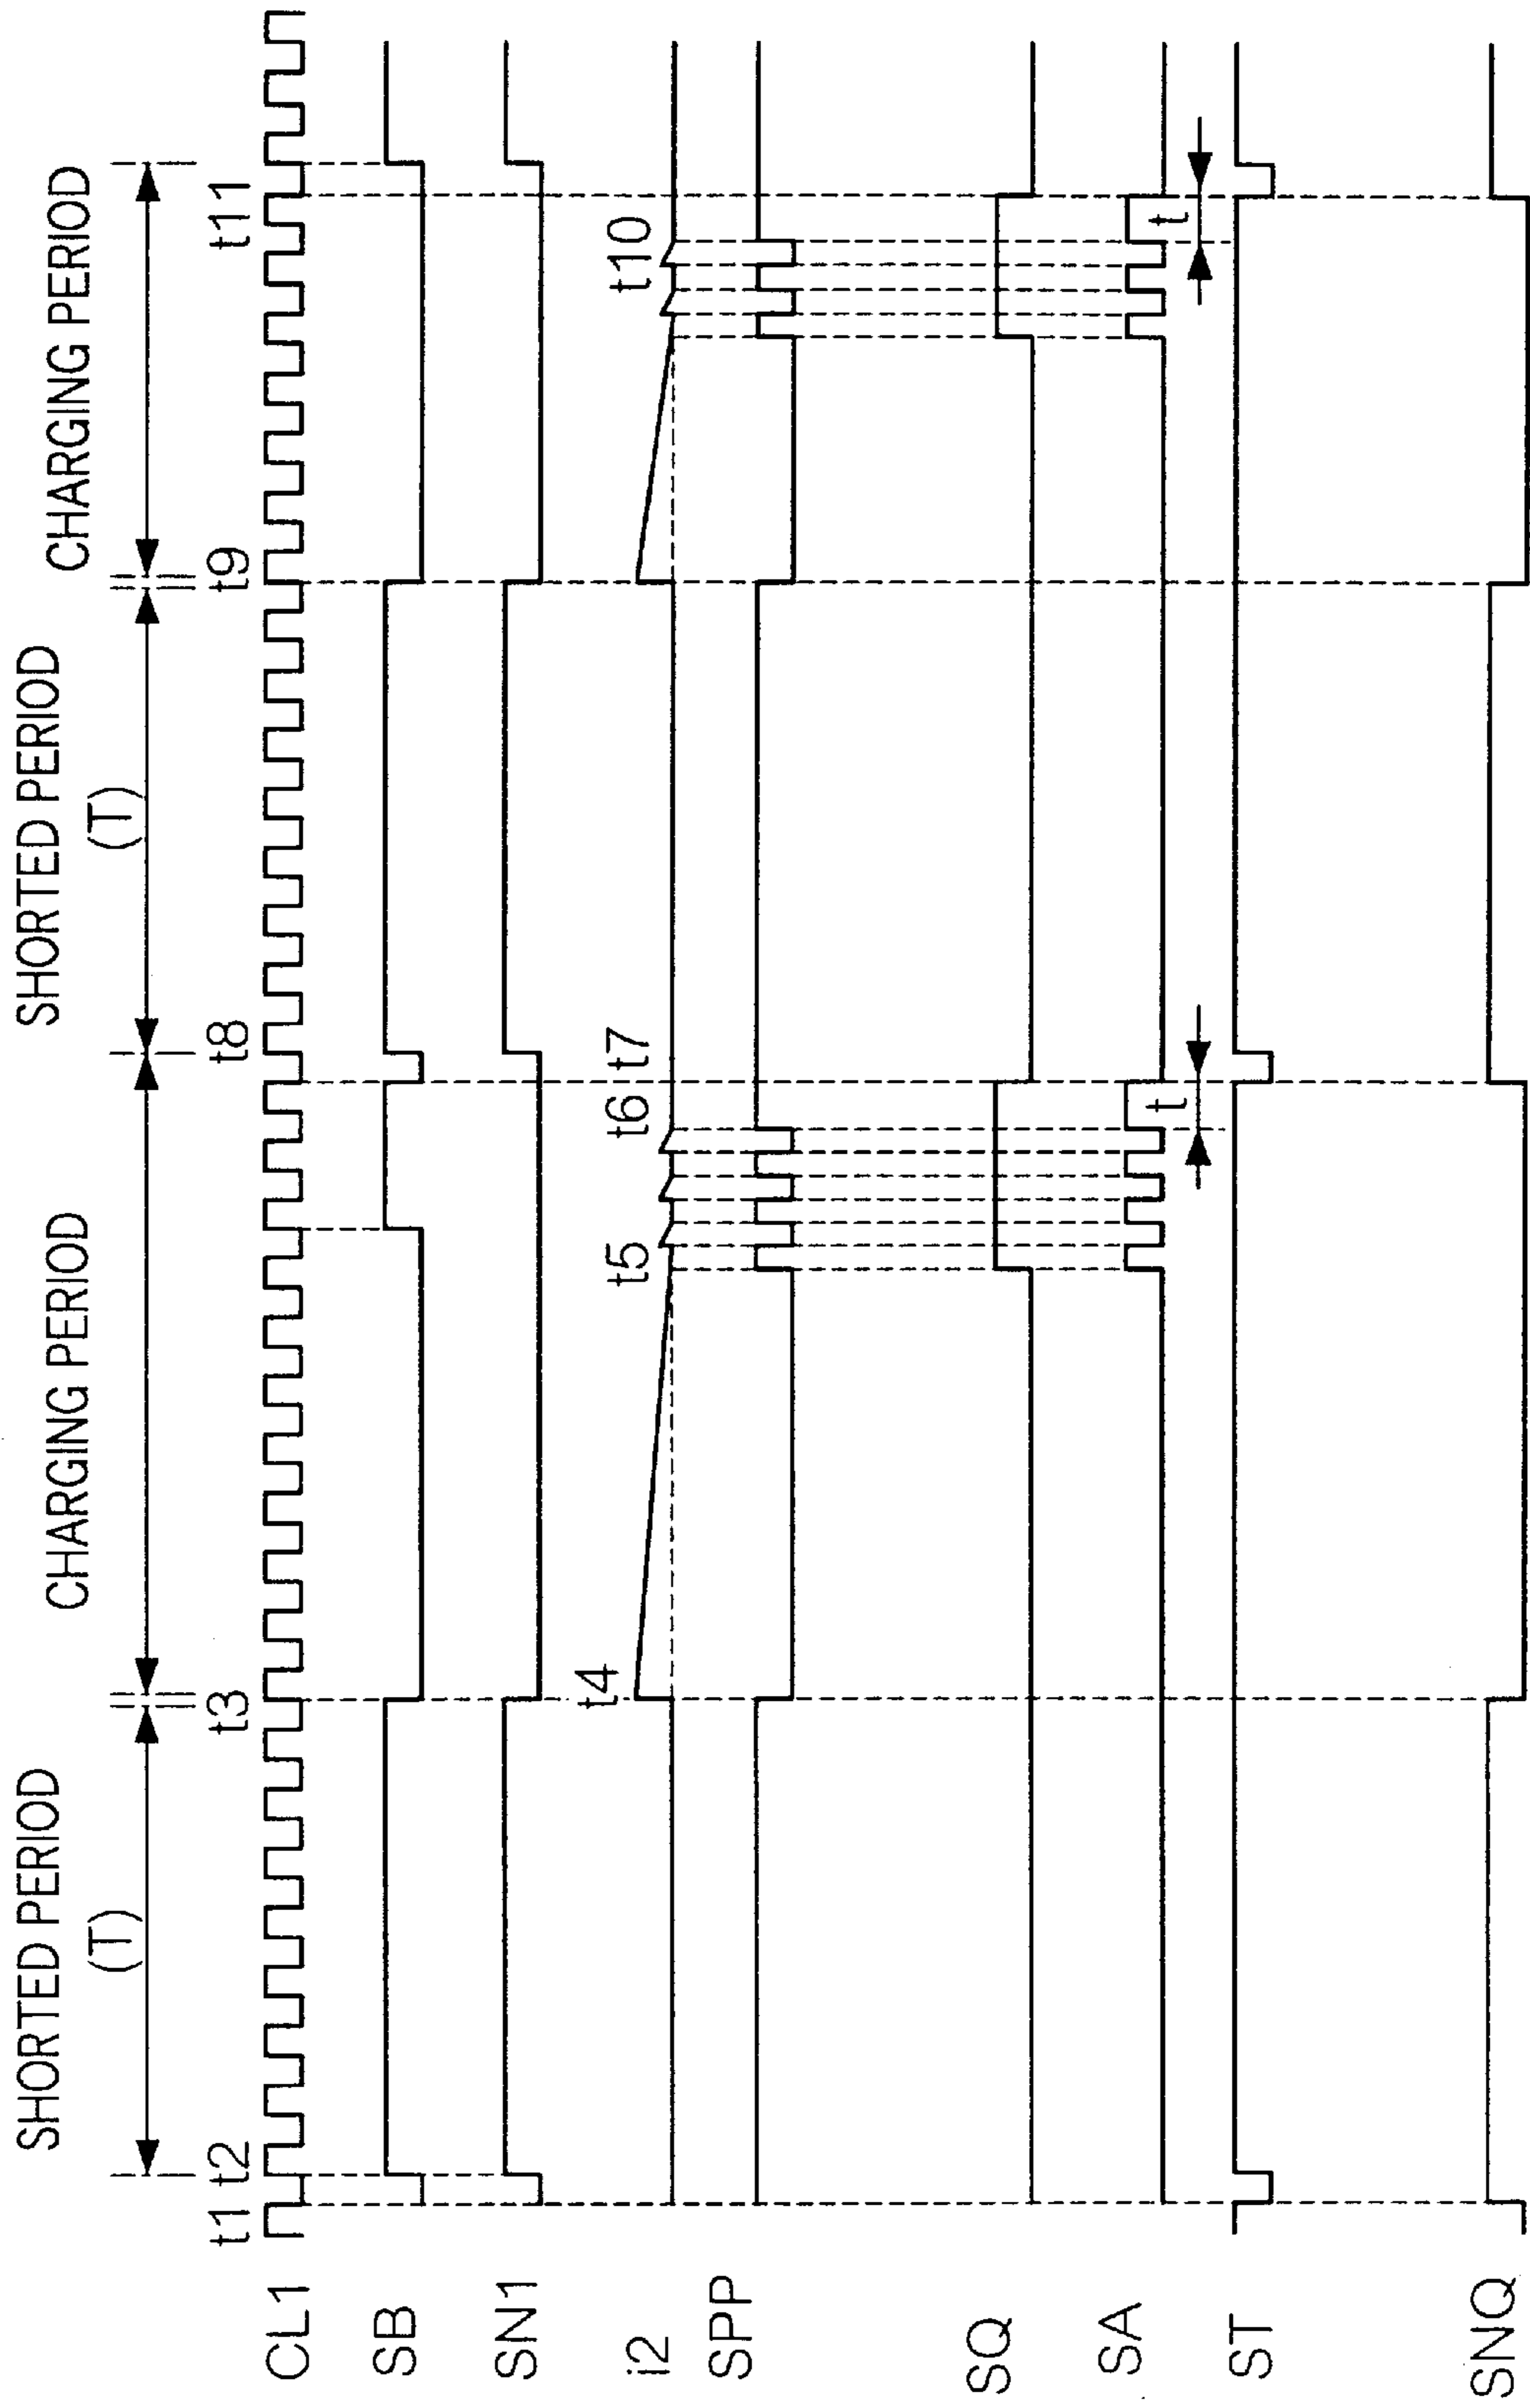 SHORTED PERIOD
(T)
CHARGING PERIOD
SHORTED PERIOD
(T)
CHARGING PERIOD
t1 t2 t3 t8 t9 t11
CL1
SB
SN1
t4 t5 t6 t7 t10
i2
SPP
SQ
SA
t t
ST
SNQ